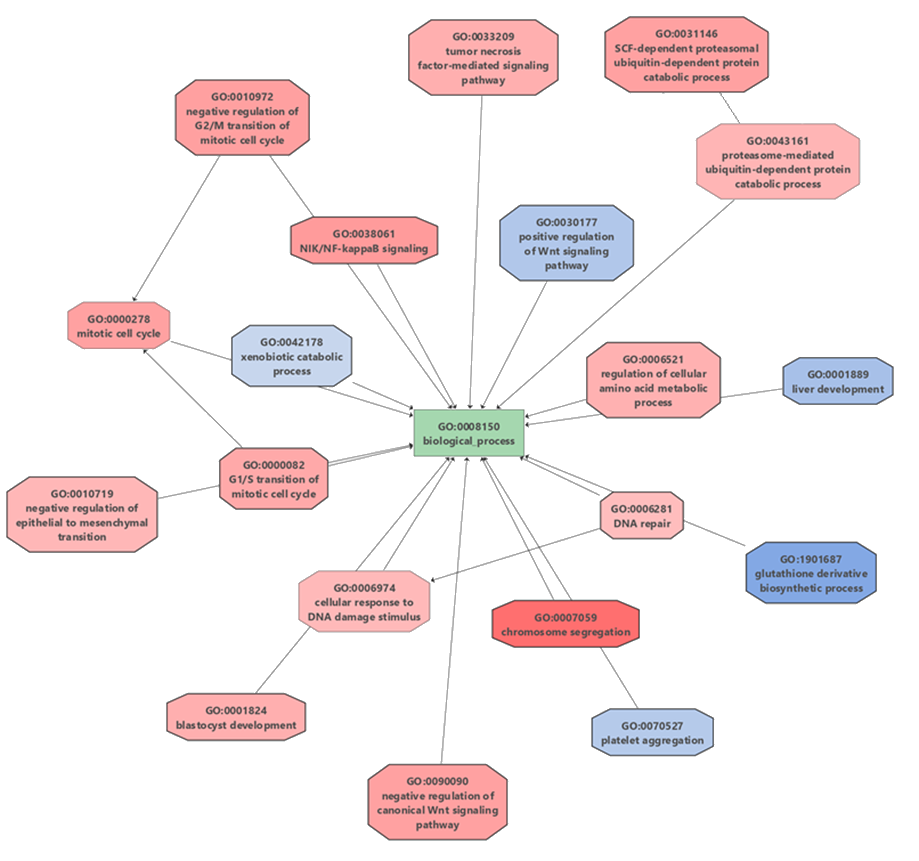 GO:0033209
tumor necrosis
factor-mediated signaling
pathway
GO:0031146
SCF-dependent proteasomal
ubiquitin-dependent protein
catabolic process
GO:0010972
negative regulation of
G2/M transition of
mitotic cell cycle
GO:0043161
proteasome-mediated
ubiquitin-dependent protein
catabolic process
GO:0038061
NIK/NF-kappaB signaling
GO:0030177
positive regulation
of Wnt signaling
pathway
GO:0000278
mitotic cell cycle
GO:0042178
xenobiotic catabolic
process
GO:0006521
regulation of cellular
amino acid metabolic
process
GO:0001889
liver development
GO:0008150
biological_process
GO:0000082
G1/S transition of
mitotic cell cycle
GO:0010719
negative regulation of
epithelial to mesenchymal
transition
GO:0006281
DNA repair
GO:1901687
glutathione derivative
biosynthetic process
GO:0006974
cellular response to
DNA damage stimulus
GO:0007059
chromosome segregation
GO:0001824
blastocyst development
GO:0070527
platelet aggregation
GO:0090090
negative regulation of
canonical Wnt signaling
pathway